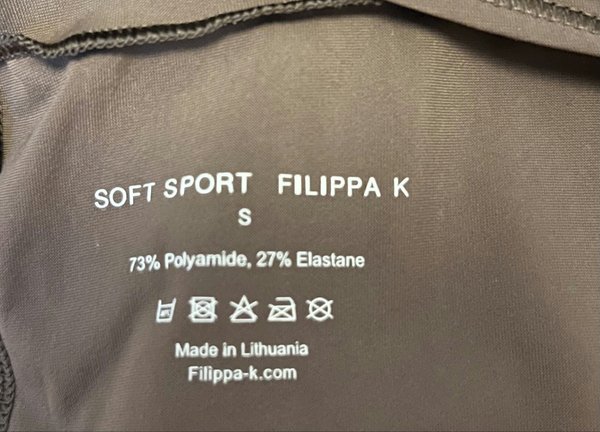 SOFT SPORT FILIPPA K
S
73% Polyamide, 27% Elastane
Made in Lithuania
Filippa-k.com